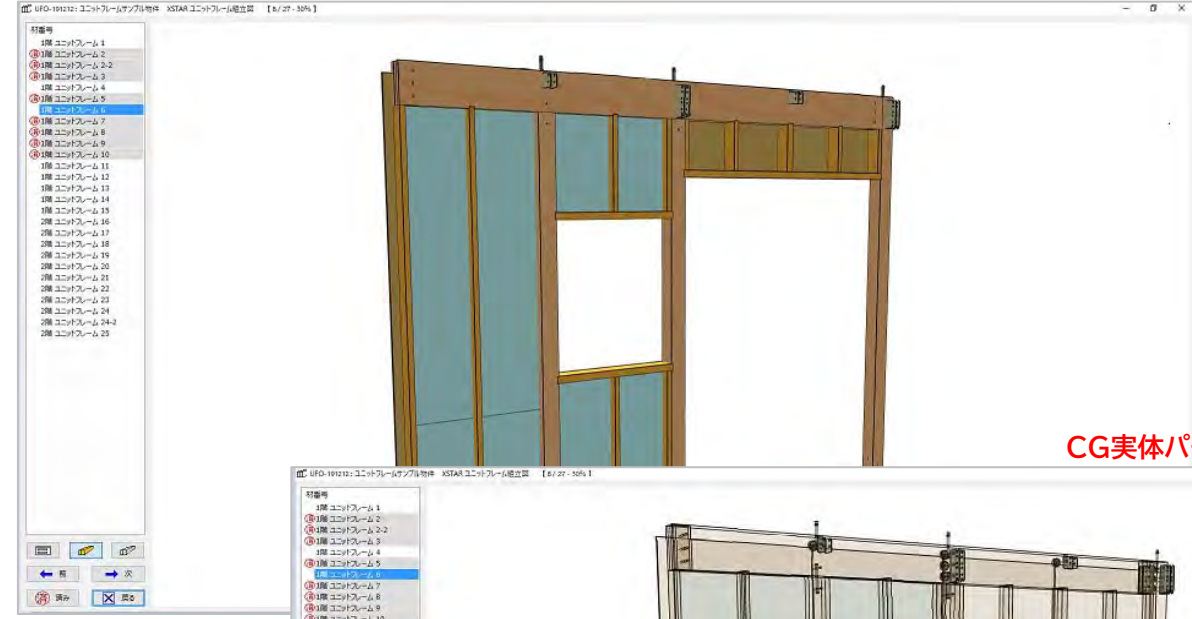 UFO-191212: ユニットフレームサンプル物件 XSTAR ユニットフレーム組立図 【 8 / 27 - 30% 】
材番号
1階 ユニットフレーム 1
済 1階 ユニットフレーム 2
済 1階 ユニットフレーム 2-2
済 1階 ユニットフレーム 3
1階 ユニットフレーム 4
済 1階 ユニットフレーム 5
1階 ユニットフレーム 6
済 1階 ユニットフレーム 7
済 1階 ユニットフレーム 8
済 1階 ユニットフレーム 9
済 1階 ユニットフレーム 10
1階 ユニットフレーム 11
1階 ユニットフレーム 12
1階 ユニットフレーム 13
1階 ユニットフレーム 14
1階 ユニットフレーム 15
2階 ユニットフレーム 16
2階 ユニットフレーム 17
2階 ユニットフレーム 18
2階 ユニットフレーム 19
2階 ユニットフレーム 20
2階 ユニットフレーム 21
2階 ユニットフレーム 22
2階 ユニットフレーム 23
2階 ユニットフレーム 24
2階 ユニットフレーム 24-2
2階 ユニットフレーム 25
前 次
済 済み 戻る
CG実体パ
UFO-191212: ユニットフレームサンプル物件 XSTAR ユニットフレーム組立図 【 8 / 27 - 30% 】
材番号
1階 ユニットフレーム 1
済 1階 ユニットフレーム 2
済 1階 ユニットフレーム 2-2
済 1階 ユニットフレーム 3
1階 ユニットフレーム 4
済 1階 ユニットフレーム 5
1階 ユニットフレーム 6
済 1階 ユニットフレーム 7
済 1階 ユニットフレーム 8
済 1階 ユニットフレーム 9
済 1階 ユニットフレーム 10